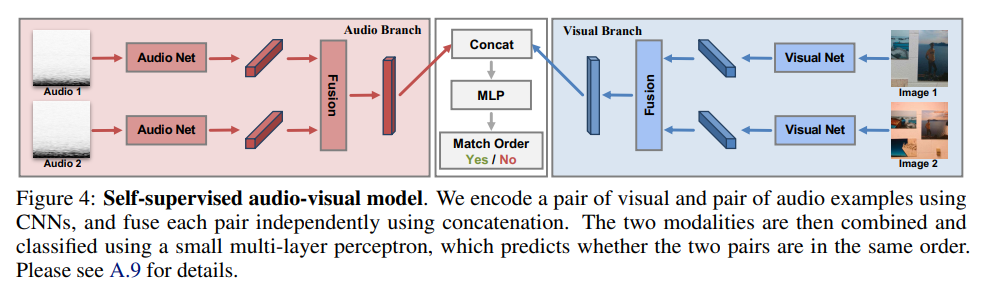 Audio Branch
Visual Branch
Audio 1
Audio Net
Audio 2
Audio Net
Fusion
Concat
MLP
Match Order
Yes / No
Fusion
Visual Net
Image 1
Visual Net
Image 2
Figure 4: Self-supervised audio-visual model. We encode a pair of visual and pair of audio examples using
CNNs, and fuse each pair independently using concatenation. The two modalities are then combined and
classified using a small multi-layer perceptron, which predicts whether the two pairs are in the same order.
Please see A.9 for details.